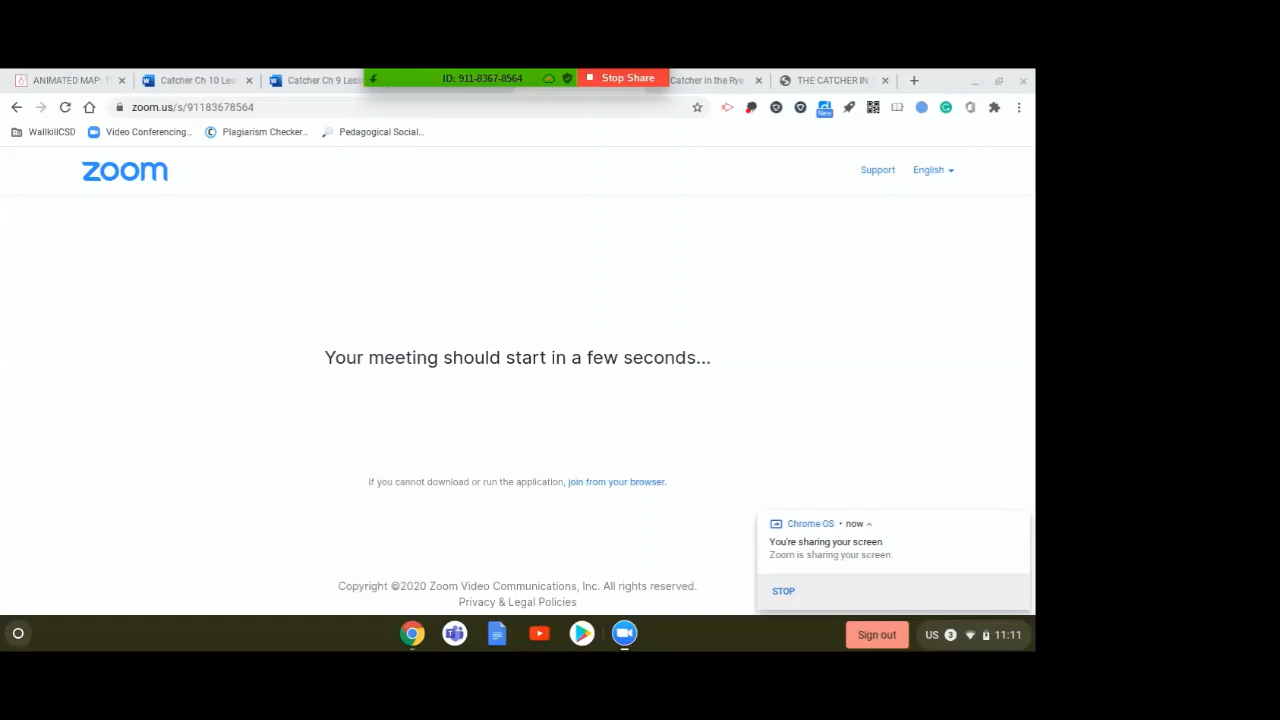 ANIMATED MAP: T
Catcher Ch 10 Les
Catcher Ch 9 Less
ID: 911-8367-8564
Stop Share
Catcher in the Rye
THE CATCHER IN T
zoom.us/s/91183678564
New
WallkillCSD
Video Conferencing...
Plagiarism Checker...
Pedagogical Social...
zoom
Support
English
Your meeting should start in a few seconds...
If you cannot download or run the application, join from your browser.
Chrome OS • now
You're sharing your screen
Zoom is sharing your screen.
STOP
Copyright ©2020 Zoom Video Communications, Inc. All rights reserved.
Privacy & Legal Policies
Sign out
US 3 11:11